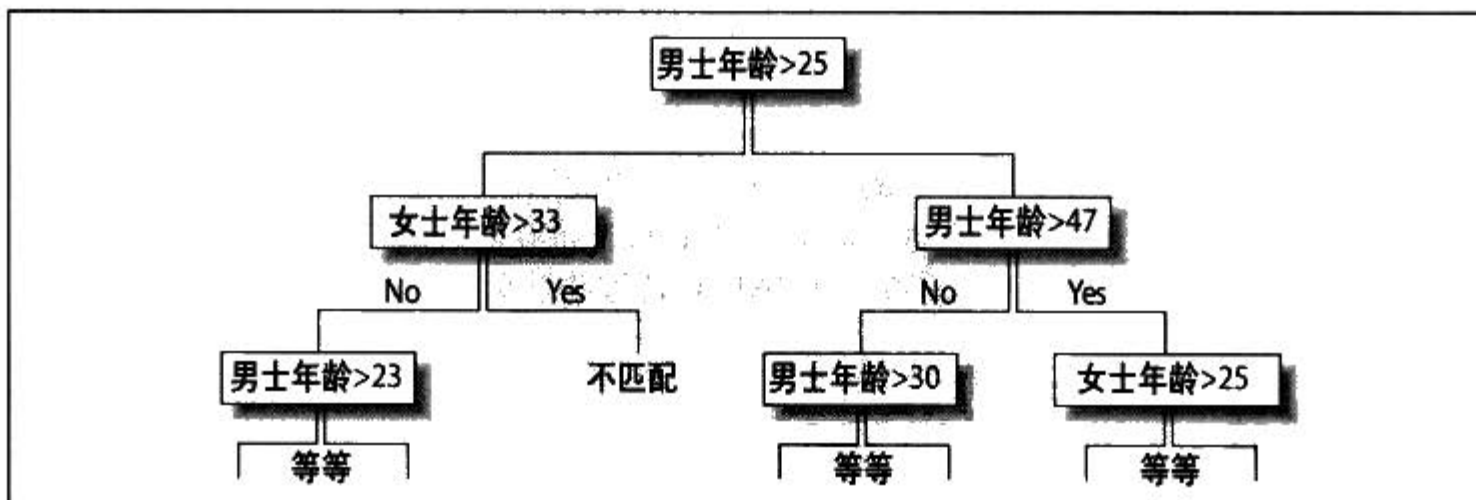 男士年龄>25
女士年龄>33 男士年龄>47
No Yes No Yes
男士年龄>23 不匹配 男士年龄>30 女士年龄>25
等等 等等 等等